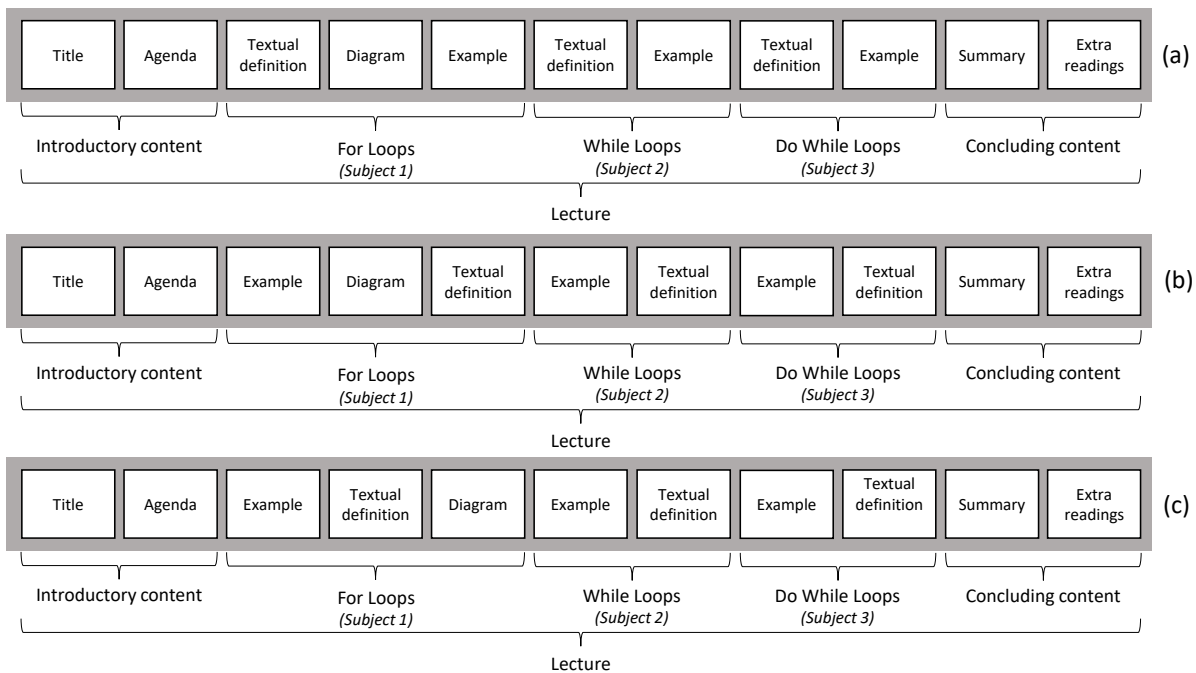 Title
Agenda
Textual
definition
Diagram
Example
Textual
definition
Example
Textual
definition
Example
Summary
Extra
readings
(a)
Introductory content
For Loops
(Subject 1)
While Loops
(Subject 2)
Do While Loops
(Subject 3)
Concluding content
Lecture
Title
Agenda
Example
Diagram
Textual
definition
Example
Textual
definition
Example
Textual
definition
Summary
Extra
readings
(b)
Introductory content
For Loops
(Subject 1)
While Loops
(Subject 2)
Do While Loops
(Subject 3)
Concluding content
Lecture
Title
Agenda
Example
Textual
definition
Diagram
Example
Textual
definition
Example
Textual
definition
Summary
Extra
readings
(c)
Introductory content
For Loops
(Subject 1)
While Loops
(Subject 2)
Do While Loops
(Subject 3)
Concluding content
Lecture